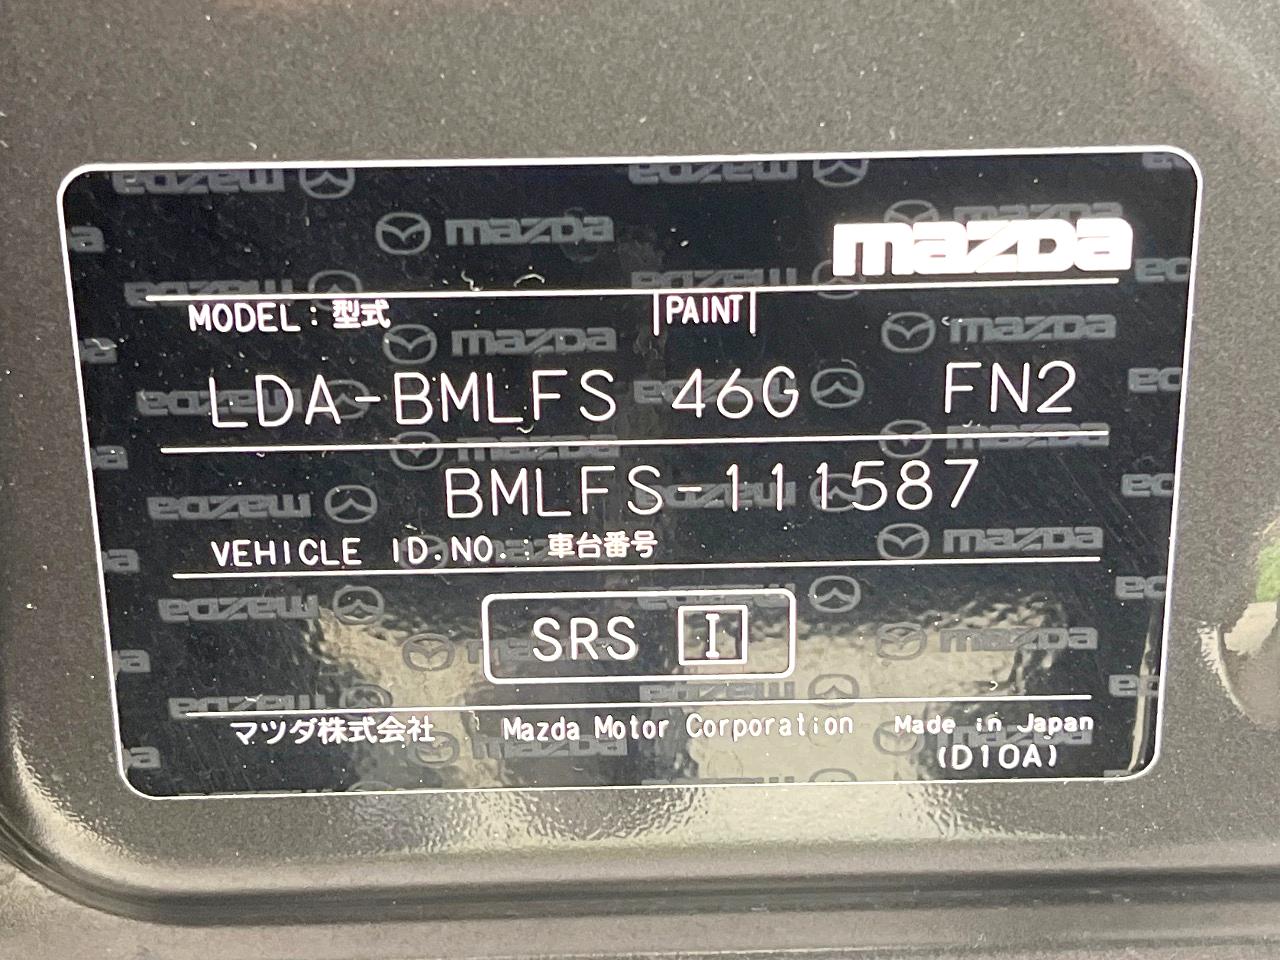 mazda
MODEL : 型式 PAINT
LDA-BMLFS 46G FN2
BMLFS-111587
VEHICLE ID.NO. : 車台番号
SRS I
マツダ株式会社 Mazda Motor Corporation Made in Japan
(D10A)